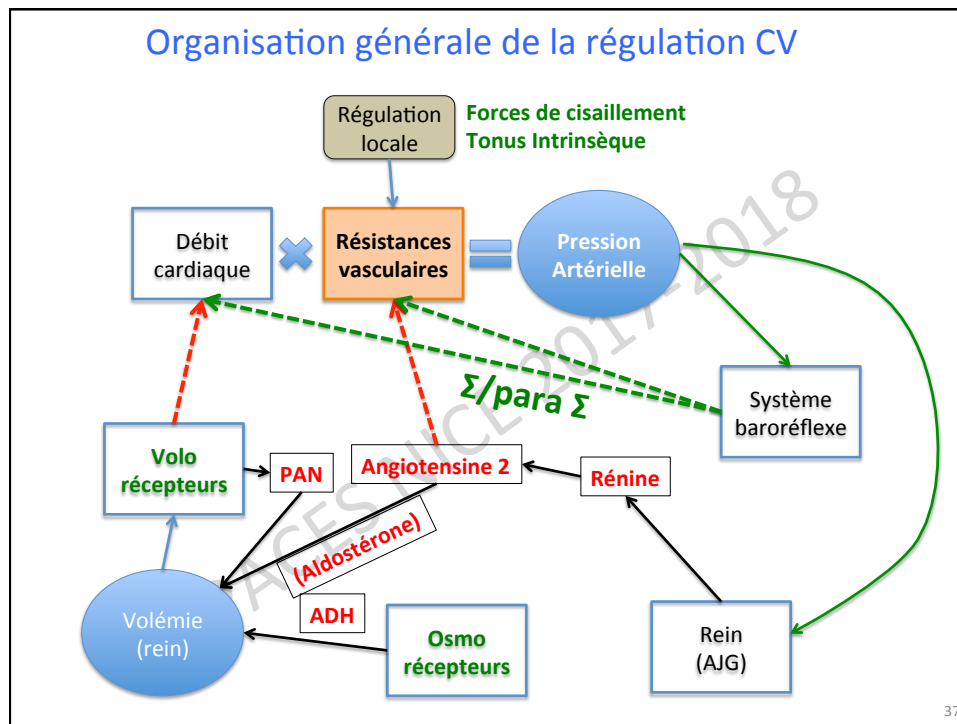 Organisation générale de la régulation CV
Régulation
locale
Forces de cisaillement
Tonus Intrinsèque
Débit
cardiaque
Résistances
vasculaires
Pression
Artérielle
Σ/para Σ
Système
baroréflexe
Volo
récepteurs
PAN
Angiotensine 2
Rénine
(Aldostérone)
ADH
Volémie
(rein)
Osmo
récepteurs
Rein
(AJG)
ACES NICE 2017-2018
37